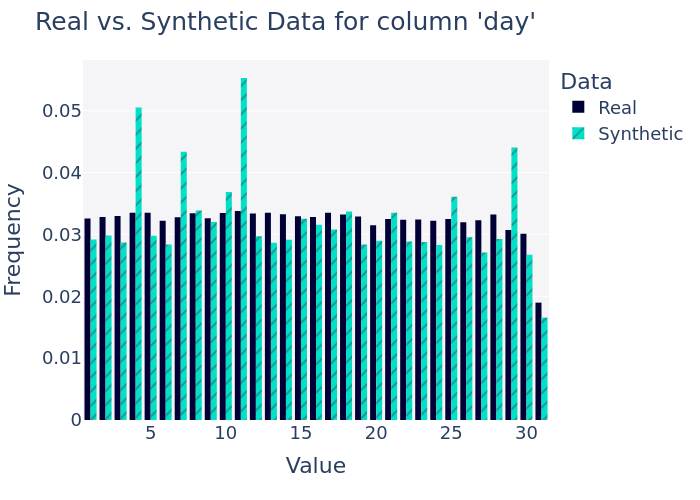 Real vs. Synthetic Data for column 'day'
Data
Real
Synthetic
Frequency
0.05
0.04
0.03
0.02
0.01
0
5
10
15
20
25
30
Value